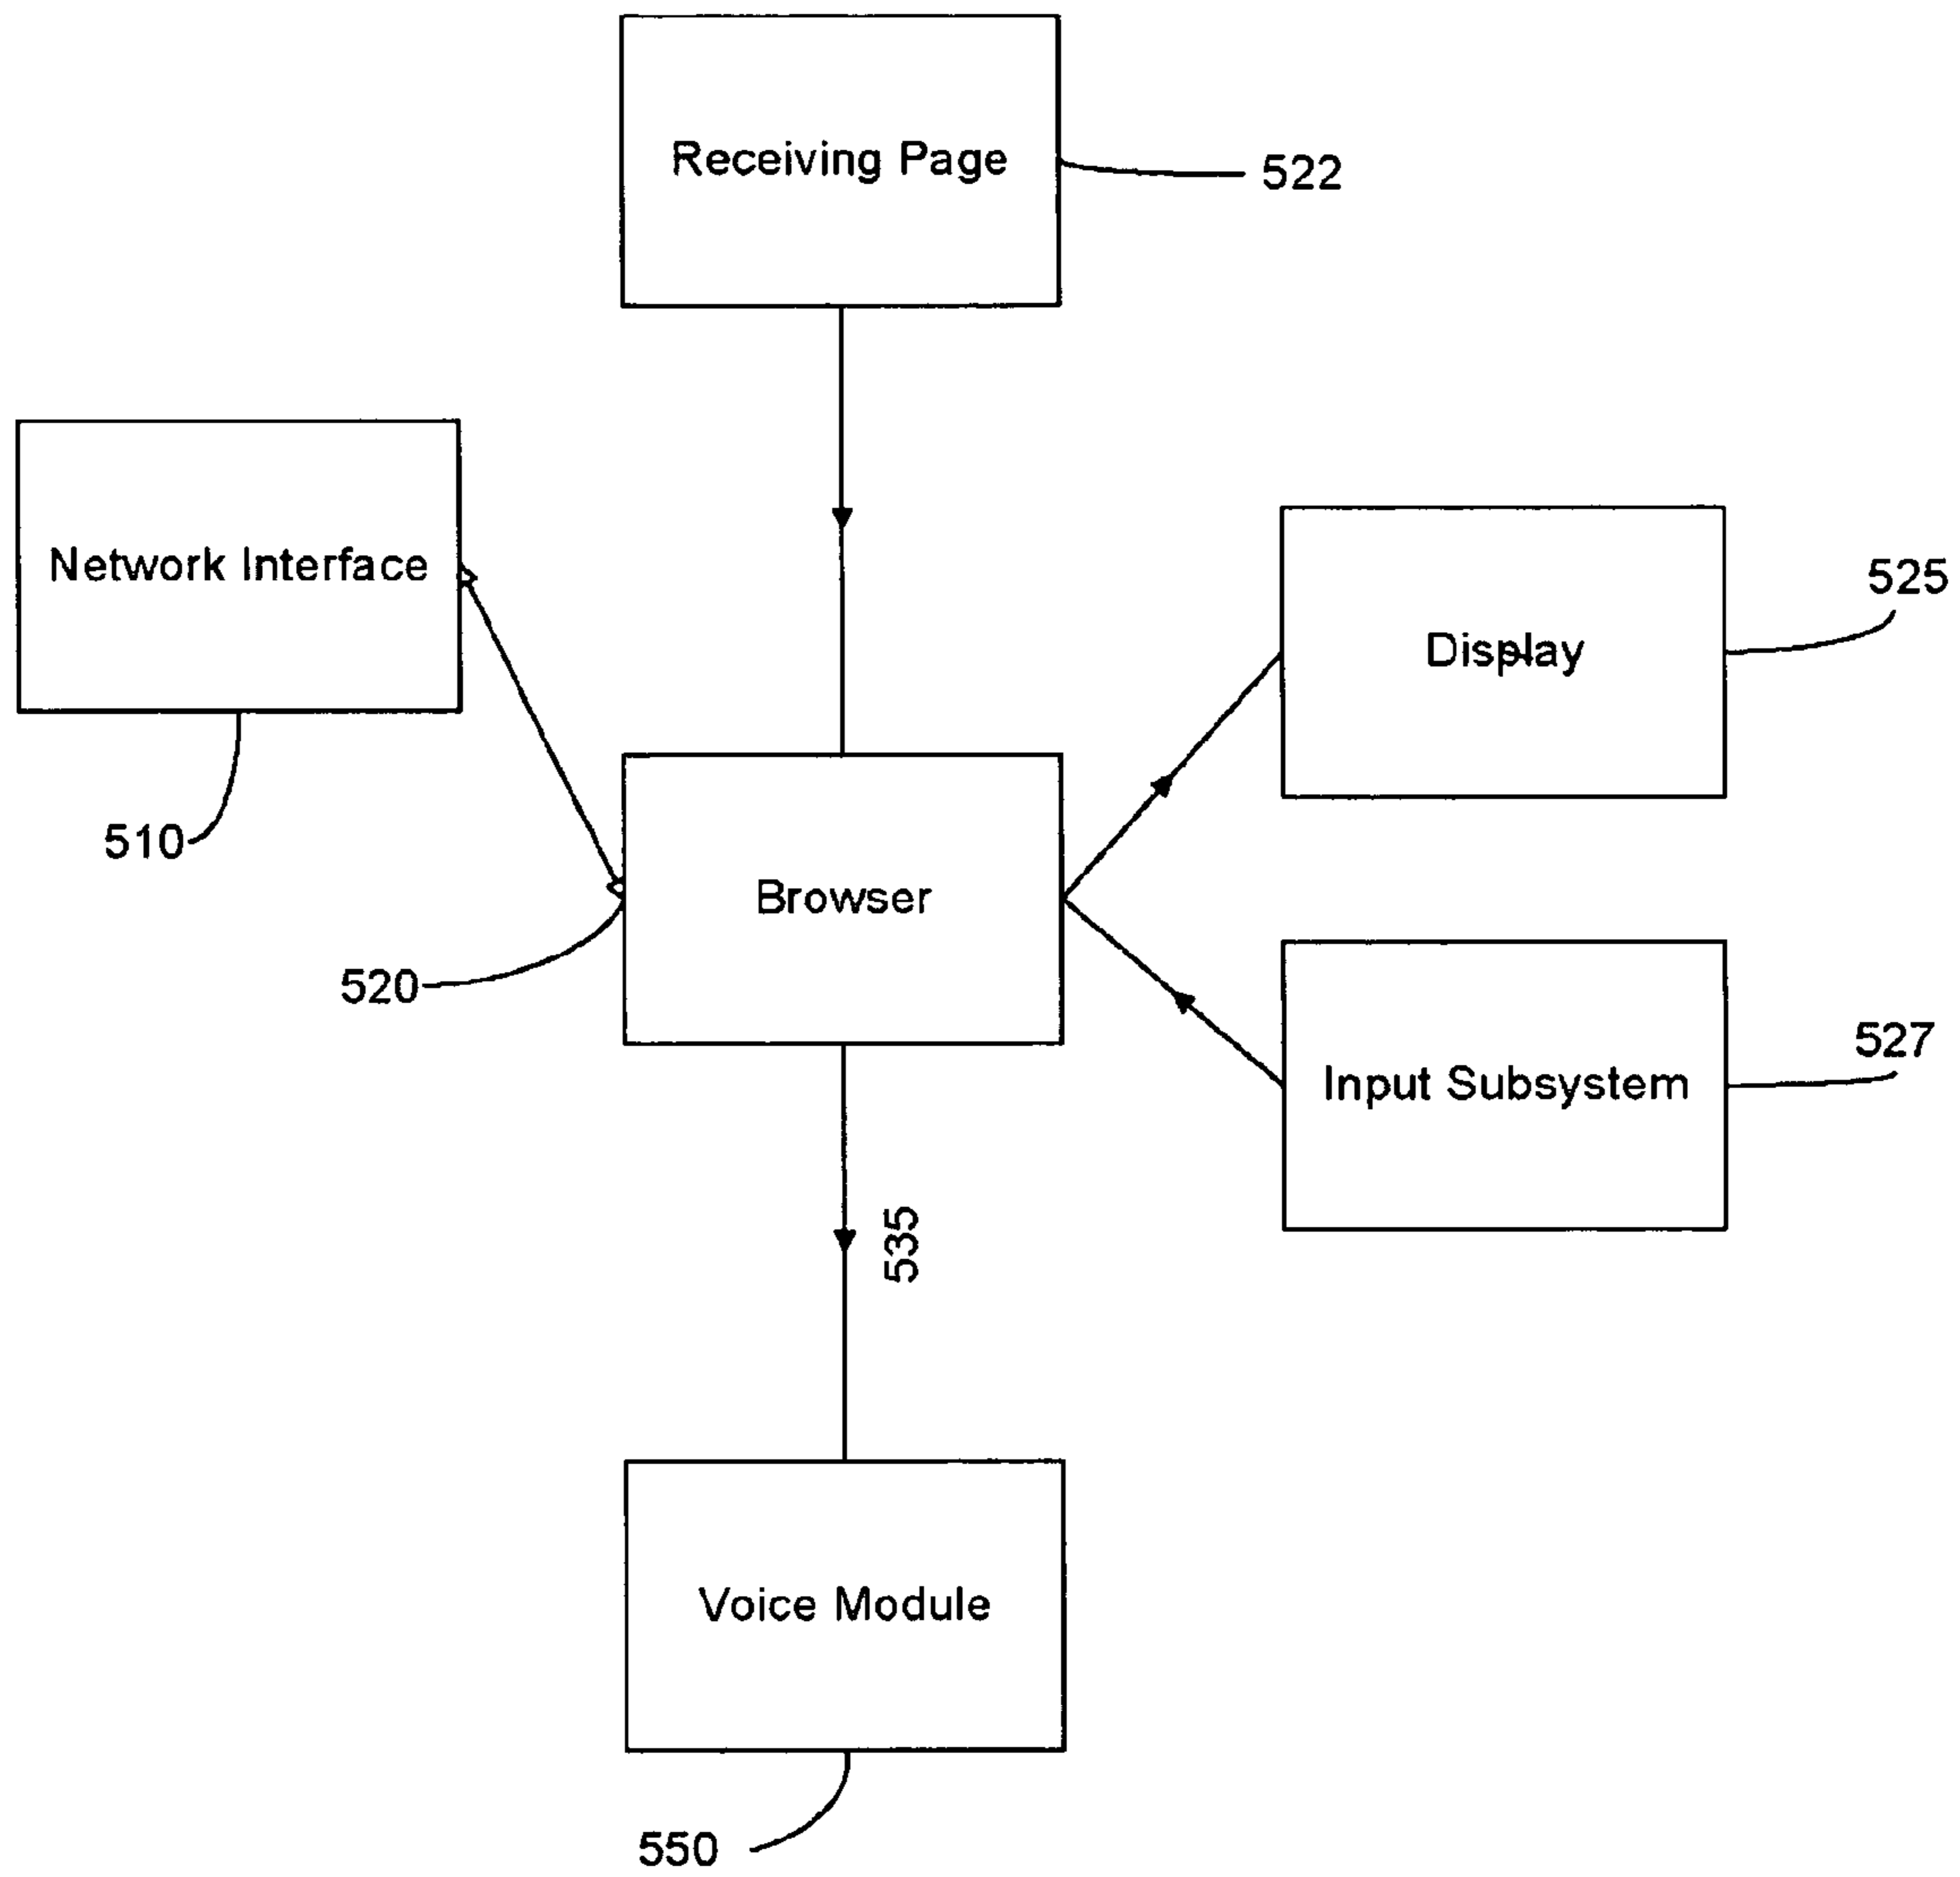 Receiving Page
522
Network Interface
525
Display
510
Browser
520
527
Input Subsystem
535
Voice Module
550